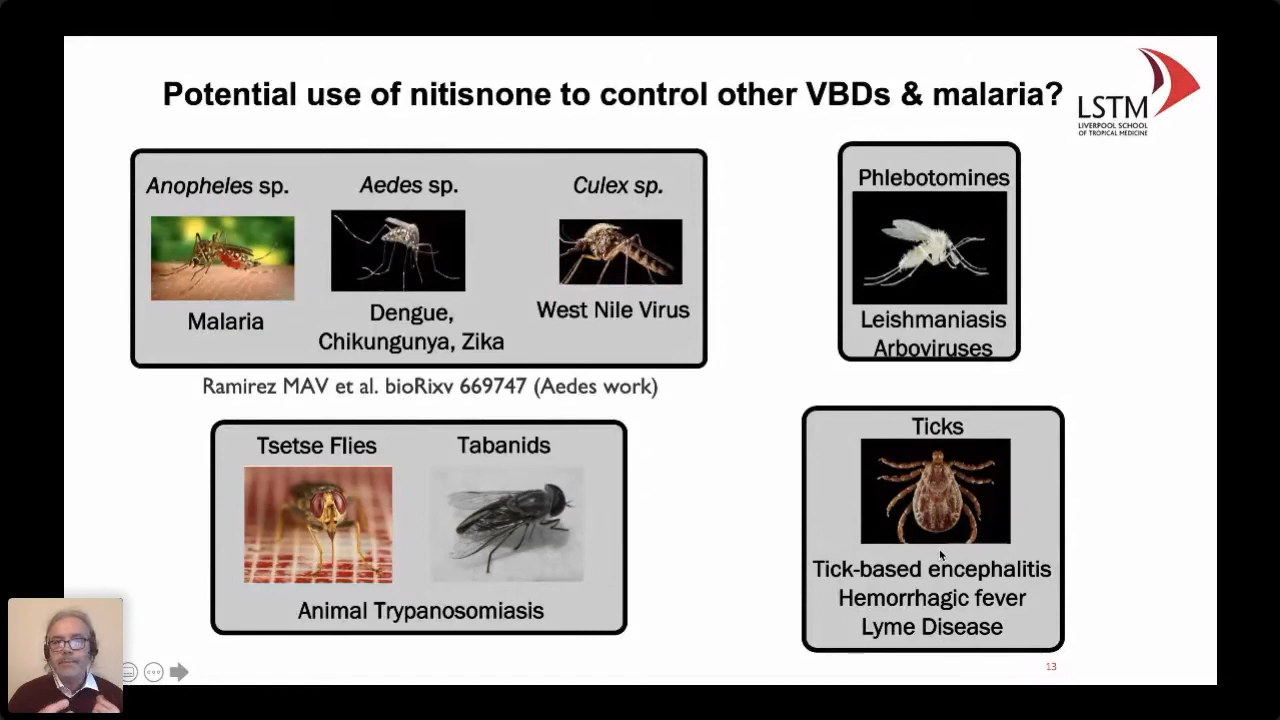 Potential use of nitisnone to control other VBDs & malaria?
LSTM
LIVERPOOL SCHOOL
OF TROPICAL MEDICINE
Anopheles sp.
Aedes sp.
Culex sp.
Malaria
Dengue,
Chikungunya, Zika
West Nile Virus
Ramirez MAV et al. bioRixv 669747 (Aedes work)
Phlebotomines
Leishmaniasis
Arboviruses
Tsetse Flies
Tabanids
Animal Trypanosomiasis
Ticks
Tick-based encephalitis
Hemorrhagic fever
Lyme Disease
13